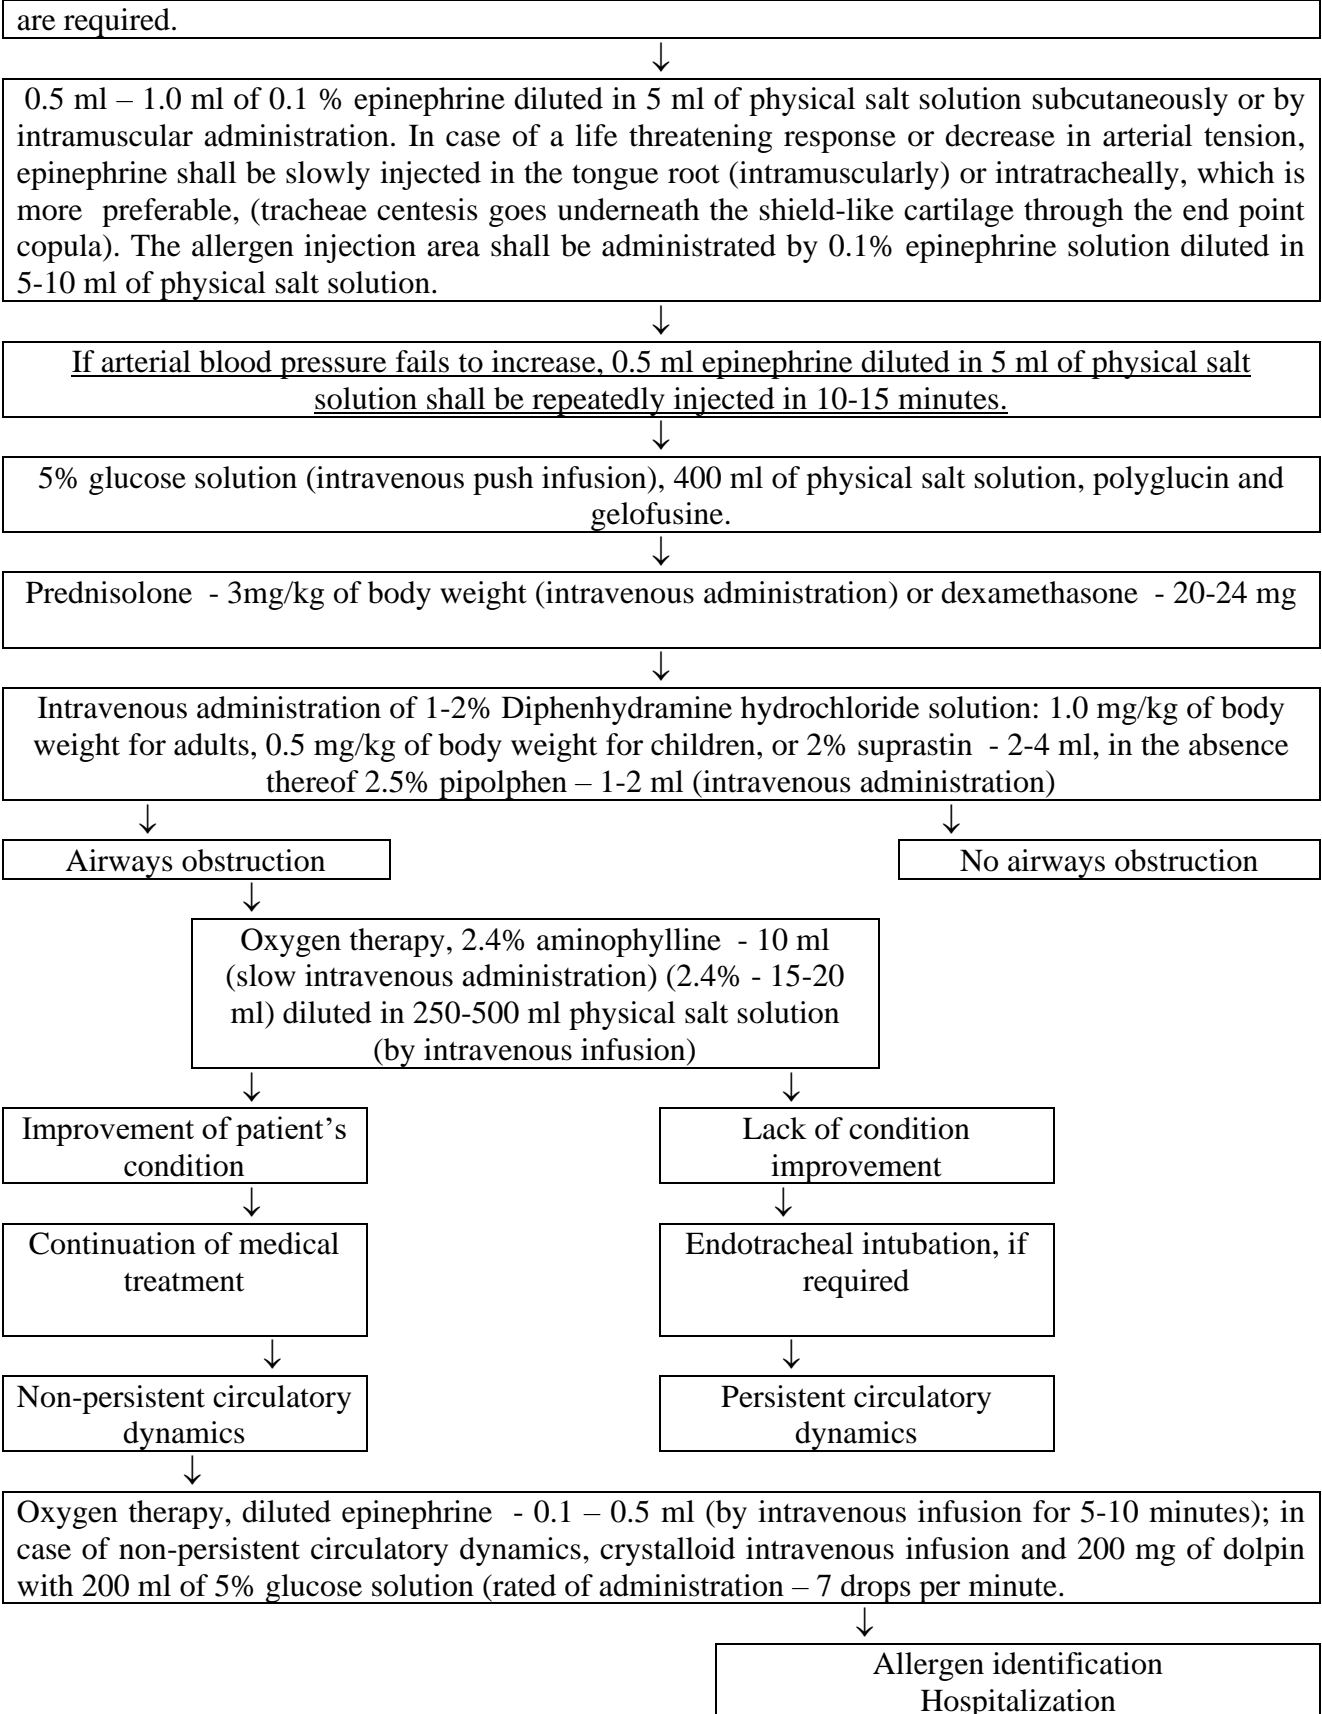 are required.
↓
0.5 ml – 1.0 ml of 0.1 % epinephrine diluted in 5 ml of physical salt solution subcutaneously or by
intramuscular administration. In case of a life threatening response or decrease in arterial tension,
epinephrine shall be slowly injected in the tongue root (intramuscularly) or intratracheally, which is
more preferable, (tracheae centesis goes underneath the shield-like cartilage through the end point
copula). The allergen injection area shall be administrated by 0.1% epinephrine solution diluted in
5-10 ml of physical salt solution.
↓
If arterial blood pressure fails to increase, 0.5 ml epinephrine diluted in 5 ml of physical salt
solution shall be repeatedly injected in 10-15 minutes.
↓
5% glucose solution (intravenous push infusion), 400 ml of physical salt solution, polyglucin and
gelofusine.
↓
Prednisolone - 3mg/kg of body weight (intravenous administration) or dexamethasone - 20-24 mg
↓
Intravenous administration of 1-2% Diphenhydramine hydrochloride solution: 1.0 mg/kg of body
weight for adults, 0.5 mg/kg of body weight for children, or 2% suprastin - 2-4 ml, in the absence
thereof 2.5% pipolphen – 1-2 ml (intravenous administration)
↓ ↓
Airways obstruction
No airways obstruction
↓
Oxygen therapy, 2.4% aminophylline - 10 ml
(slow intravenous administration) (2.4% - 15-20
ml) diluted in 250-500 ml physical salt solution
(by intravenous infusion)
↓ ↓
Improvement of patient’s
condition
Lack of condition
improvement
↓ ↓
Continuation of medical
treatment
Endotracheal intubation, if
required
↓ ↓
Non-persistent circulatory
dynamics
Persistent circulatory
dynamics
↓
Oxygen therapy, diluted epinephrine - 0.1 – 0.5 ml (by intravenous infusion for 5-10 minutes); in
case of non-persistent circulatory dynamics, crystalloid intravenous infusion and 200 mg of dolpin
with 200 ml of 5% glucose solution (rated of administration – 7 drops per minute.
↓
Allergen identification
Hospitalization